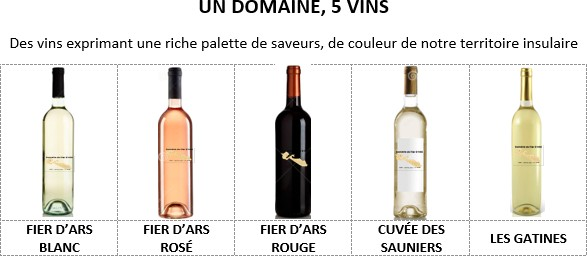 UN DOMAINE, 5 VINS
Des vins exprimant une riche palette de saveurs, de couleur de notre territoire insulaire
FIER D'ARS
BLANC
FIER D'ARS
ROSÉ
FIER D'ARS
ROUGE
CUVÉE DES
SAUNIERS
LES GATINES